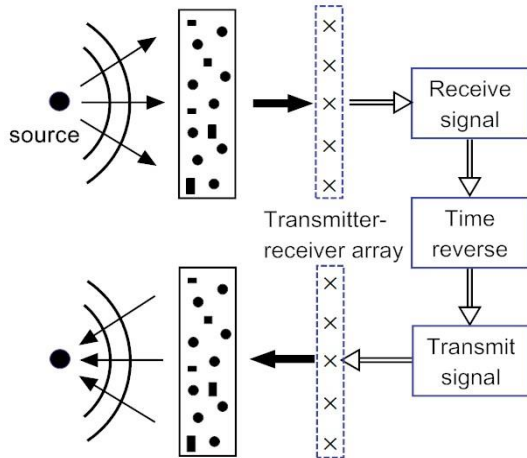 source
Receive
signal
Transmitter-
receiver array
Time
reverse
Transmit
signal